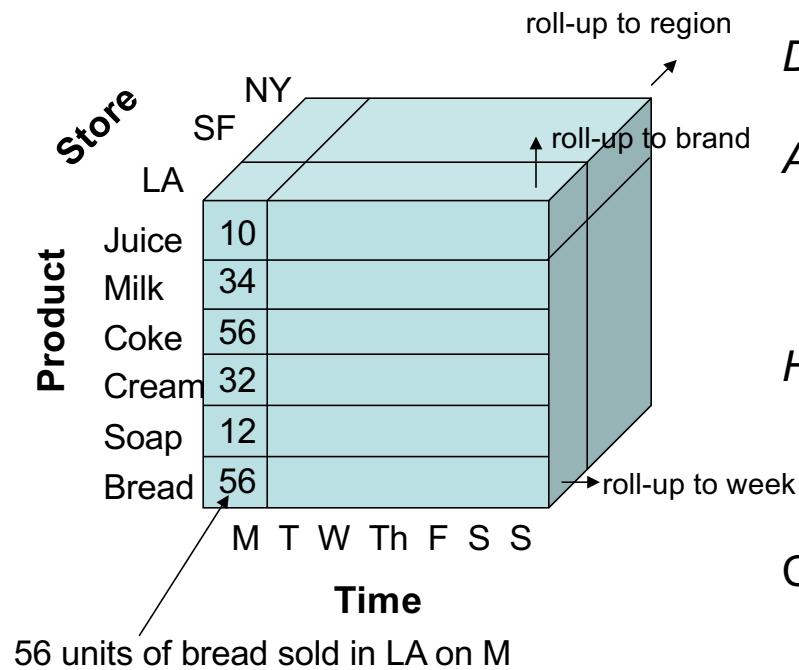 roll-up to region
D
NY
Store
SF
roll-up to brand
A
LA
Juice 10
Milk 34
Product
Coke 56
H
Cream 32
Soap 12
Bread 56
roll-up to week
M T W Th F S S
Time
56 units of bread sold in LA on M